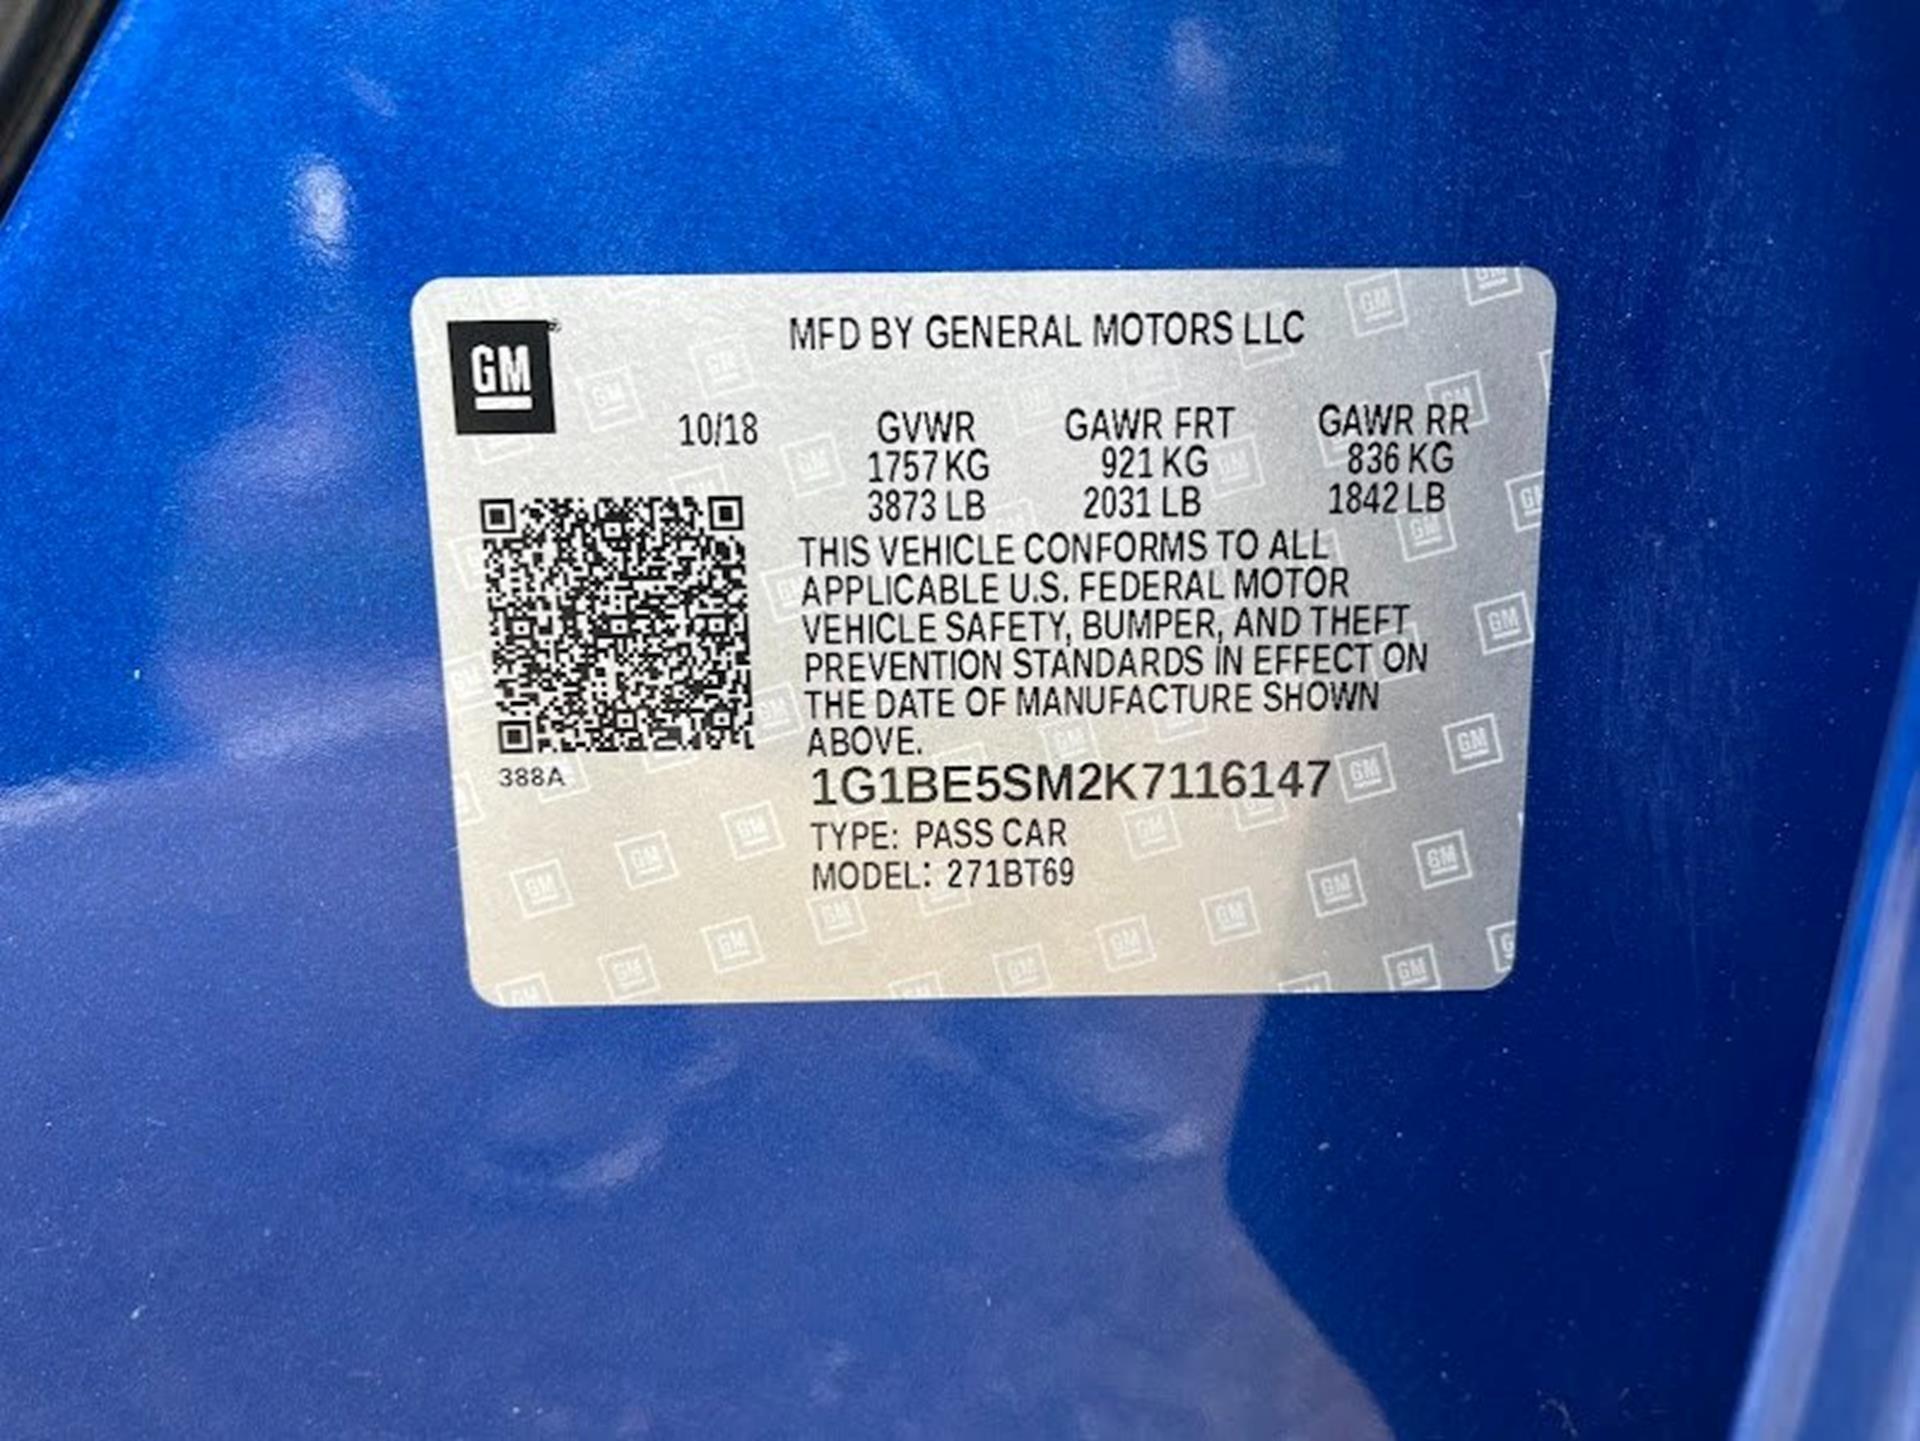 GM
MFD BY GENERAL MOTORS LLC
10/18 GVWR GAWR FRT GAWR RR
1757 KG 921 KG 836 KG
3873 LB 2031 LB 1842 LB
THIS VEHICLE CONFORMS TO ALL
APPLICABLE U.S. FEDERAL MOTOR
VEHICLE SAFETY, BUMPER, AND THEFT
PREVENTION STANDARDS IN EFFECT ON
THE DATE OF MANUFACTURE SHOWN
ABOVE.
388A
1G1BE5SM2K7116147
TYPE: PASS CAR
MODEL: 271BT69